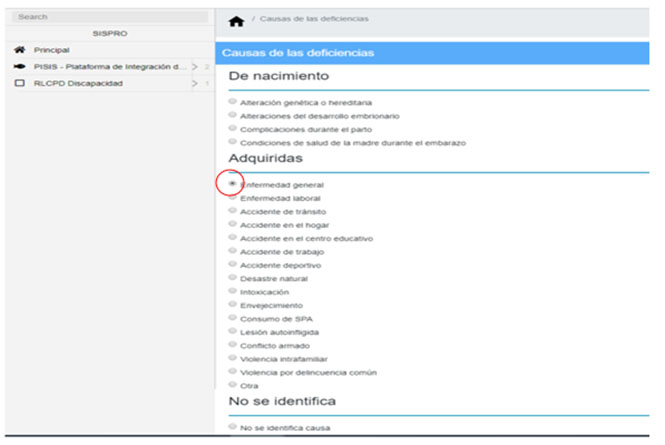 Search
SISPRO
Principal
PISIS - Plataforma de Integración d... > 2
RLCPD Discapacidad > 1
/ Causas de las deficiencias
Causas de las deficiencias
De nacimiento
Alteración genética o hereditaria
Alteraciones del desarrollo embrionario
Complicaciones durante el parto
Condiciones de salud de la madre durante el embarazo
Adquiridas
Enfermedad general
Enfermedad laboral
Accidente de tránsito
Accidente en el hogar
Accidente en el centro educativo
Accidente de trabajo
Accidente deportivo
Desastre natural
Intoxicación
Envejecimiento
Consumo de SPA
Lesión autoinfligida
Conflicto armado
Violencia intrafamiliar
Violencia por delincuencia común
Otra
No se identifica
No se identifica causa